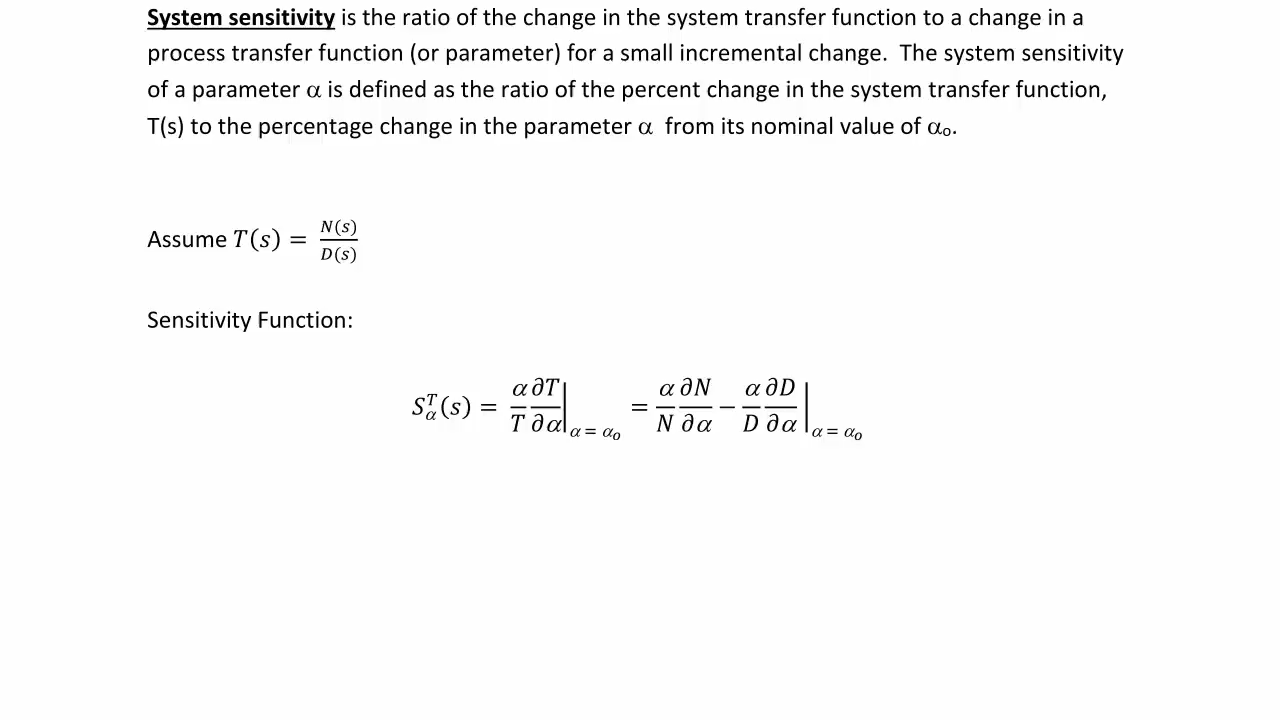 System sensitivity is the ratio of the change in the system transfer function to a change in a
process transfer function (or parameter) for a small incremental change.  The system sensitivity
of a parameter α is defined as the ratio of the percent change in the system transfer function,
T(s) to the percentage change in the parameter α  from its nominal value of αₒ.
Assume T(s) = N(s)/D(s)
Sensitivity Function:
S_α^T(s) = α/T ∂T/∂α|_{α = αₒ} = α/N ∂N/∂α − α/D ∂D/∂α|_{α = αₒ}